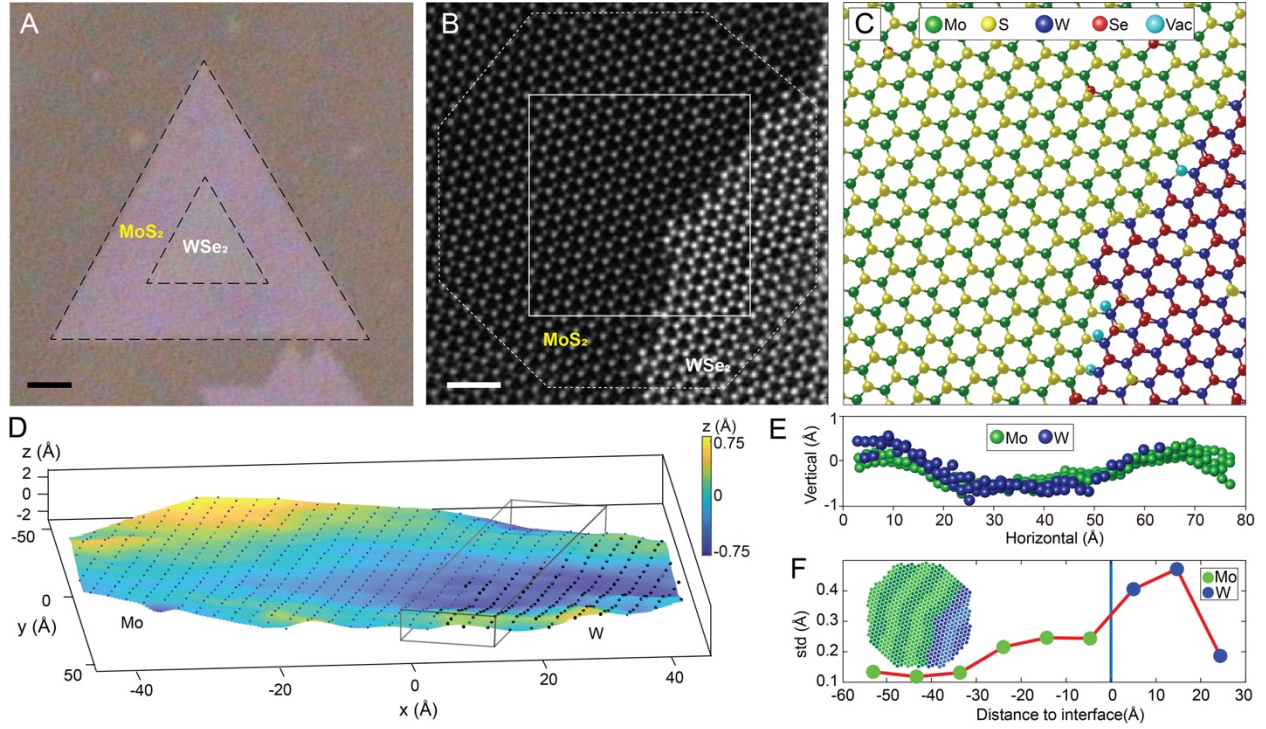 A
MoS₂
WSe₂
B
MoS₂
WSe₂
C
Mo S W Se Vac
D
z (Å)
2
0
-2
-50
0
50
y (Å)
-40
-20
0
20
40
x (Å)
Mo
W
z (Å)
0.75
0
-0.75
E
Mo W
Vertical (Å)
1
0
-1
0 10 20 30 40 50 60 70 80
Horizontal (Å)
F
Mo
W
std (Å)
0.4
0.3
0.2
0.1
-60 -50 -40 -30 -20 -10 0 10 20 30
Distance to interface(Å)